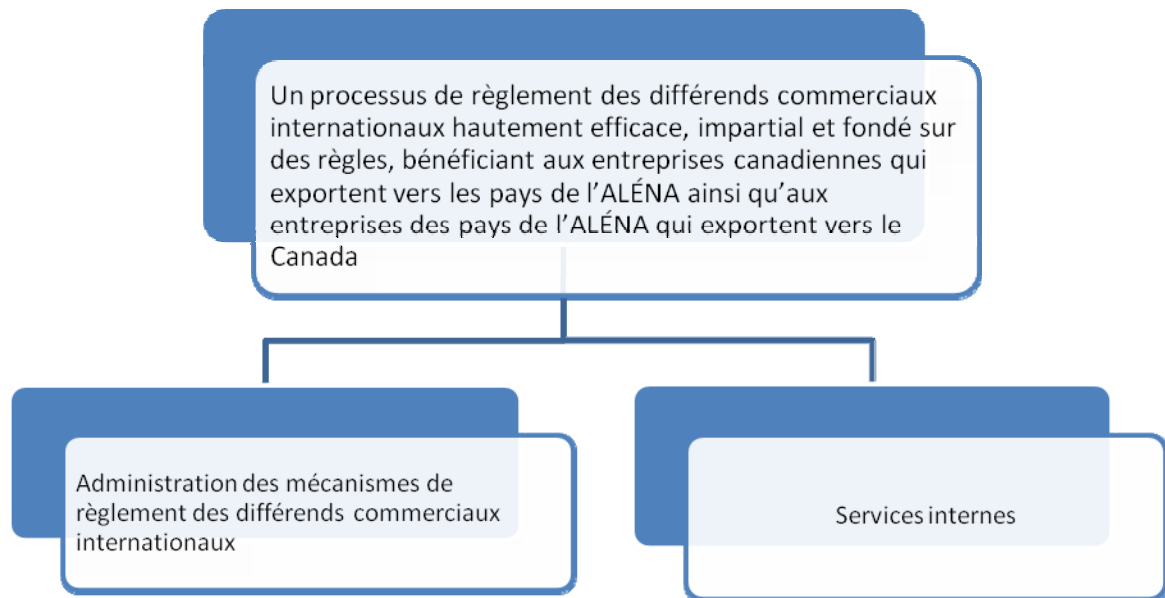 Un processus de règlement des différends commerciaux
internationaux hautement efficace, impartial et fondé sur
des règles, bénéficiant aux entreprises canadiennes qui
exportent vers les pays de l’ALÉNA ainsi qu’aux
entreprises des pays de l’ALÉNA qui exportent vers le
Canada
Administration des mécanismes de
règlement des différends commerciaux
internationaux
Services internes